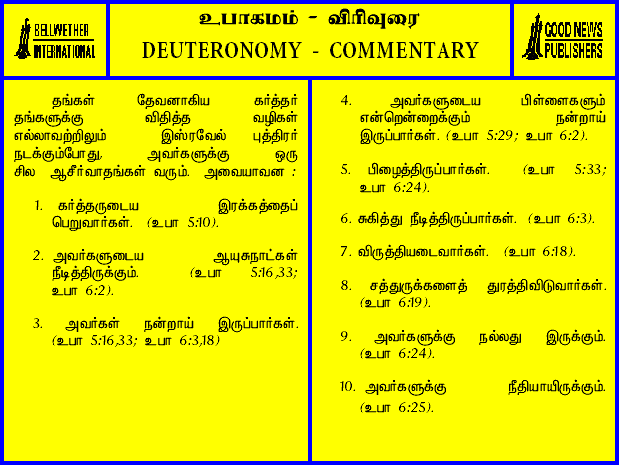 BELLWETHER
INTERNATIONAL
உபாகமம் - விரிவுரை
DEUTERONOMY - COMMENTARY
GOOD NEWS
PUBLISHERS
தங்கள் தேவனாகிய கர்த்தர்
தங்களுக்கு விதித்த வழிகள்
எல்லாவற்றிலும் இஸ்ரவேல் புத்திரர்
நடக்கும்போது, அவர்களுக்கு ஒரு
சில ஆசீர்வாதங்கள் வரும். அவையாவன :
1. கர்த்தருடைய இரக்கத்தைப்
பெறுவார்கள். (உபா 5:10).
2. அவர்களுடைய ஆயுசுநாட்கள்
நீடித்திருக்கும். (உபா 5:16,33;
உபா 6:2).
3. அவர்கள் நன்றாய் இருப்பார்கள்.
(உபா 5:16,33; உபா 6:3,18)
4. அவர்களுடைய பிள்ளைகளும்
என்றென்றைக்கும் நன்றாய்
இருப்பார்கள். (உபா 5:29; உபா 6:2).
5. பிழைத்திருப்பார்கள். (உபா 5:33;
உபா 6:24).
6. சுகித்து நீடித்திருப்பார்கள். (உபா 6:3).
7. விருத்தியடைவார்கள். (உபா 6:18).
8. சத்துருக்களைத் துரத்திவிடுவார்கள்.
(உபா 6:19).
9. அவர்களுக்கு நல்லது இருக்கும்.
(உபா 6:24).
10. அவர்களுக்கு நீதியாயிருக்கும்.
(உபா 6:25).